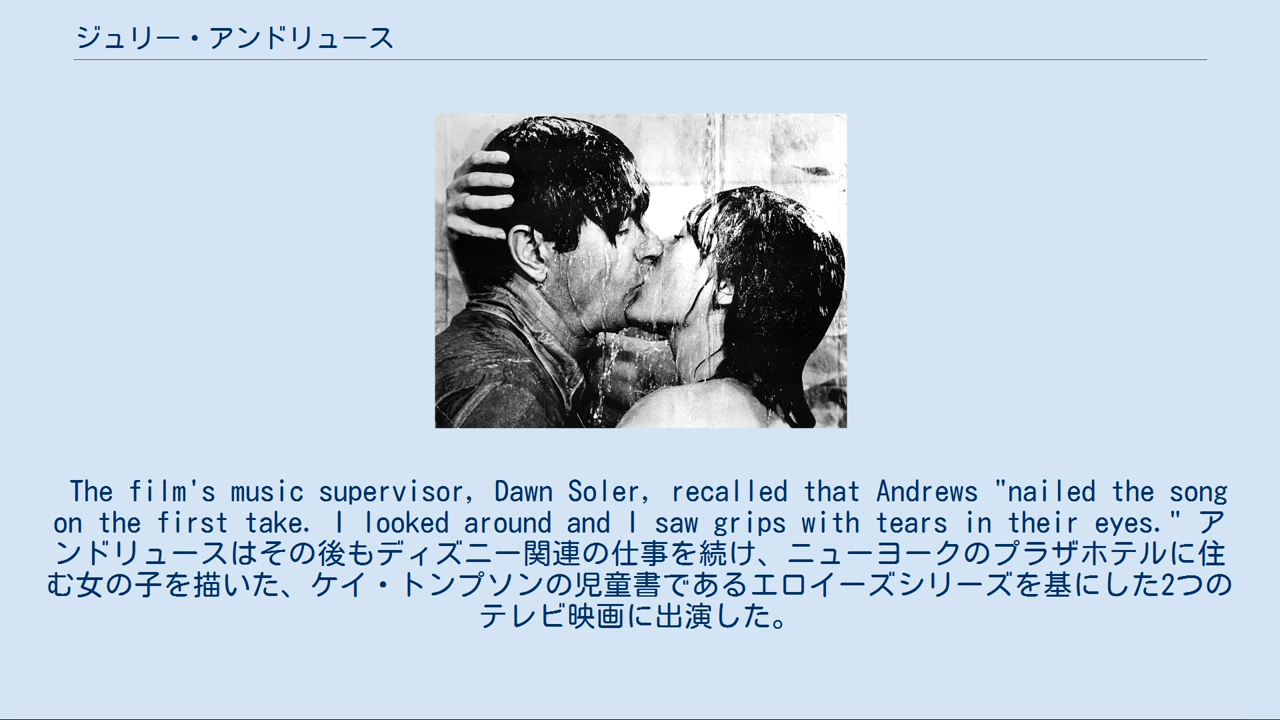 ジュリー・アンドリュース
The film's music supervisor, Dawn Soler, recalled that Andrews "nailed the song
on the first take. I looked around and I saw grips with tears in their eyes." ア
ンドリュースはその後もディズニー関連の仕事を続け、ニューヨークのプラザホテルに住
む女の子を描いた、ケイ・トンプソンの児童書であるエロイーズシリーズを基にした2つの
テレビ映画に出演した。